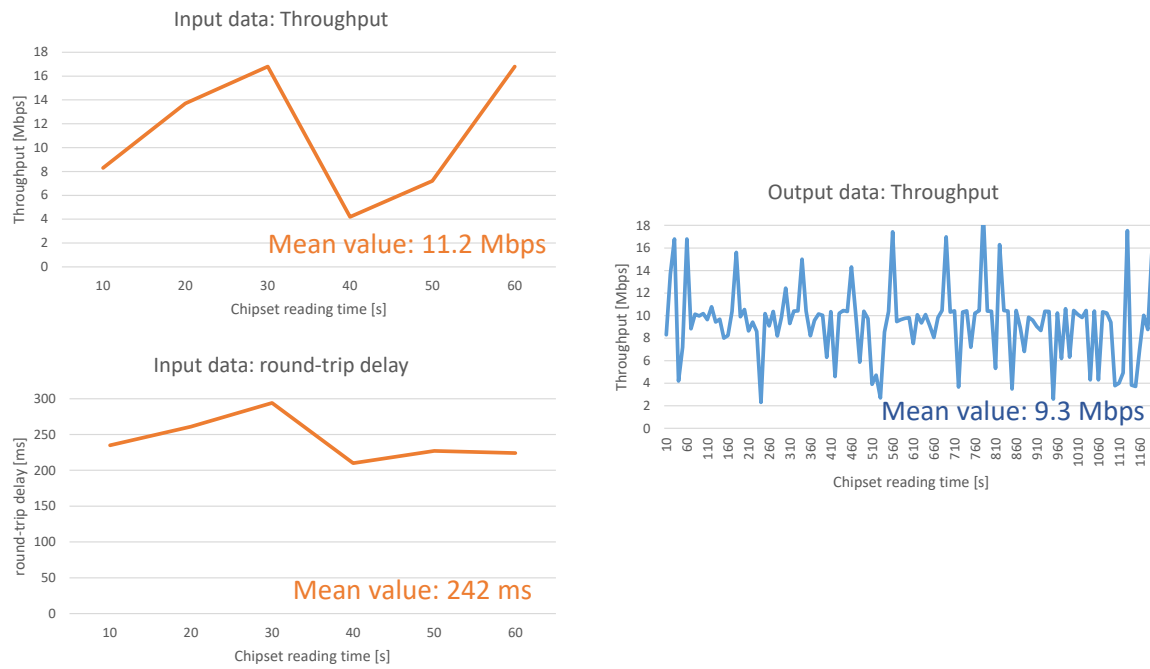 Input data: Throughput
Throughput [Mbps]
18
16
14
12
10
8
6
4
2
0
Mean value: 11.2 Mbps
10 20 30 40 50 60
Chipset reading time [s]
Input data: round-trip delay
round-trip delay [ms]
300
250
200
150
100
50
0
Mean value: 242 ms
10 20 30 40 50 60
Chipset reading time [s]
Output data: Throughput
Throughput [Mbps]
18
16
14
12
10
8
6
4
2
0
Mean value: 9.3 Mbps
10 60 110 160 210 260 310 360 410 460 510 560 610 660 710 760 810 860 910 960 1010 1060 1110 1160
Chipset reading time [s]